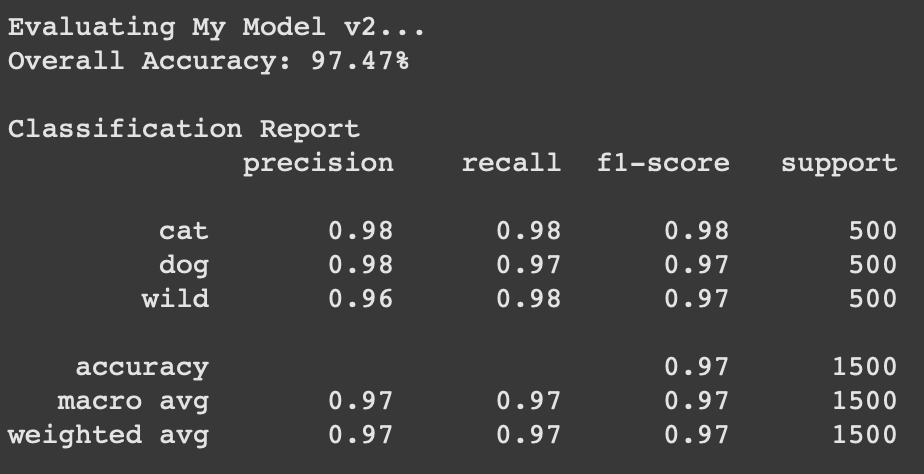 Evaluating My Model v2...
Overall Accuracy: 97.47%
Classification Report
precision recall f1-score support
cat 0.98 0.98 0.98 500
dog 0.98 0.97 0.97 500
wild 0.96 0.98 0.97 500
accuracy 0.97 1500
macro avg 0.97 0.97 0.97 1500
weighted avg 0.97 0.97 0.97 1500